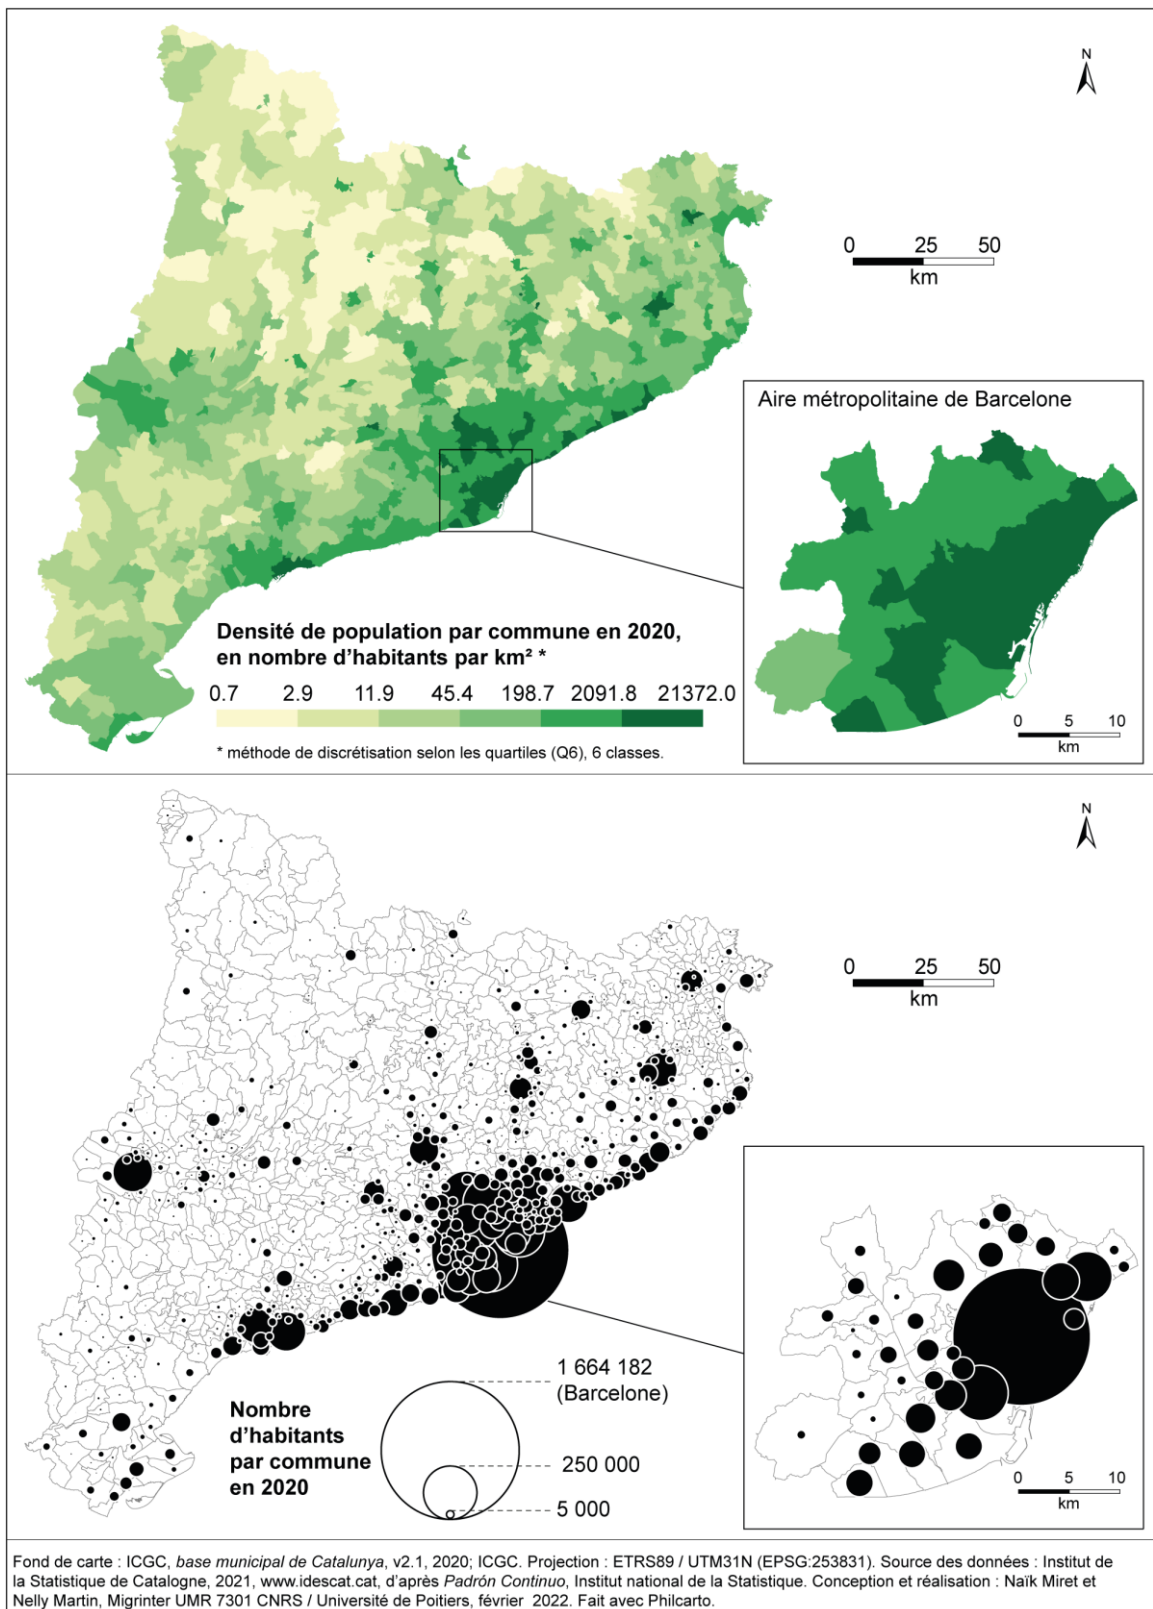 N
0 25 50
km
Aire métropolitaine de Barcelone
Densité de population par commune en 2020,
en nombre d'habitants par km² *
0.7 2.9 11.9 45.4 198.7 2091.8 21372.0
* méthode de discrétisation selon les quartiles (Q6), 6 classes.
0 5 10
km
N
0 25 50
km
1 664 182
(Barcelone)
Nombre
d'habitants
par commune
en 2020
250 000
5 000
0 5 10
km
Fond de carte : ICGC, base municipal de Catalunya, v2.1, 2020; ICGC. Projection : ETRS89 / UTM31N (EPSG:253831). Source des données : Institut de
la Statistique de Catalogne, 2021, www.idescat.cat, d'après Padrón Continuo, Institut national de la Statistique. Conception et réalisation : Naïk Miret et
Nelly Martin, Migrinter UMR 7301 CNRS / Université de Poitiers, février 2022. Fait avec Philcarto.